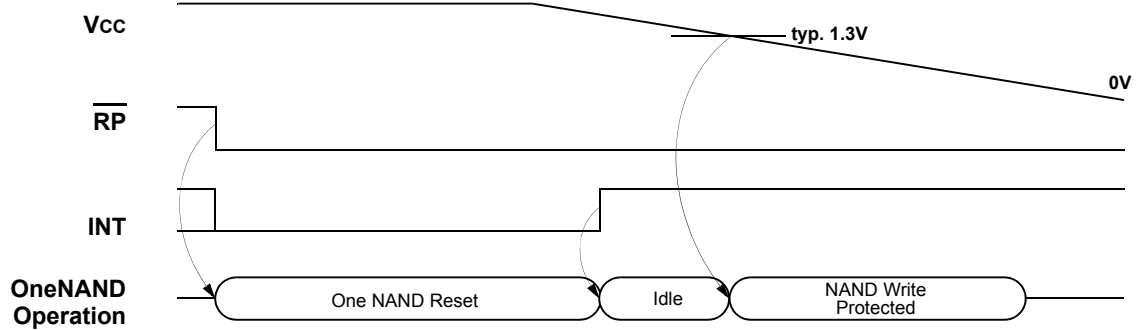 Vcc
typ. 1.3V
0V
RP
INT
OneNAND
Operation
One NAND Reset
Idle
NAND Write
Protected